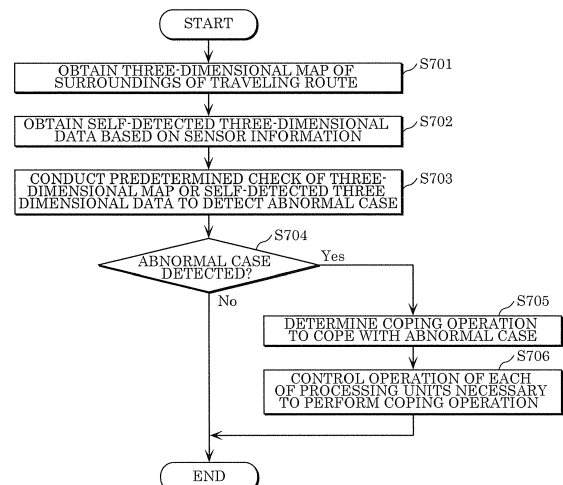 START
OBTAIN THREE-DIMENSIONAL MAP OF
SURROUNDINGS OF TRAVELING ROUTE
S701
OBTAIN SELF-DETECTED THREE-DIMENSIONAL
DATA BASED ON SENSOR INFORMATION
S702
CONDUCT PREDETERMINED CHECK OF THREE-
DIMENSIONAL MAP OR SELF-DETECTED THREE
DIMENSIONAL DATA TO DETECT ABNORMAL CASE
S703
S704
ABNORMAL CASE
DETECTED?
Yes
No
S705
DETERMINE COPING OPERATION
TO COPE WITH ABNORMAL CASE
S706
CONTROL OPERATION OF EACH
OF PROCESSING UNITS NECESSARY
TO PERFORM COPING OPERATION
END